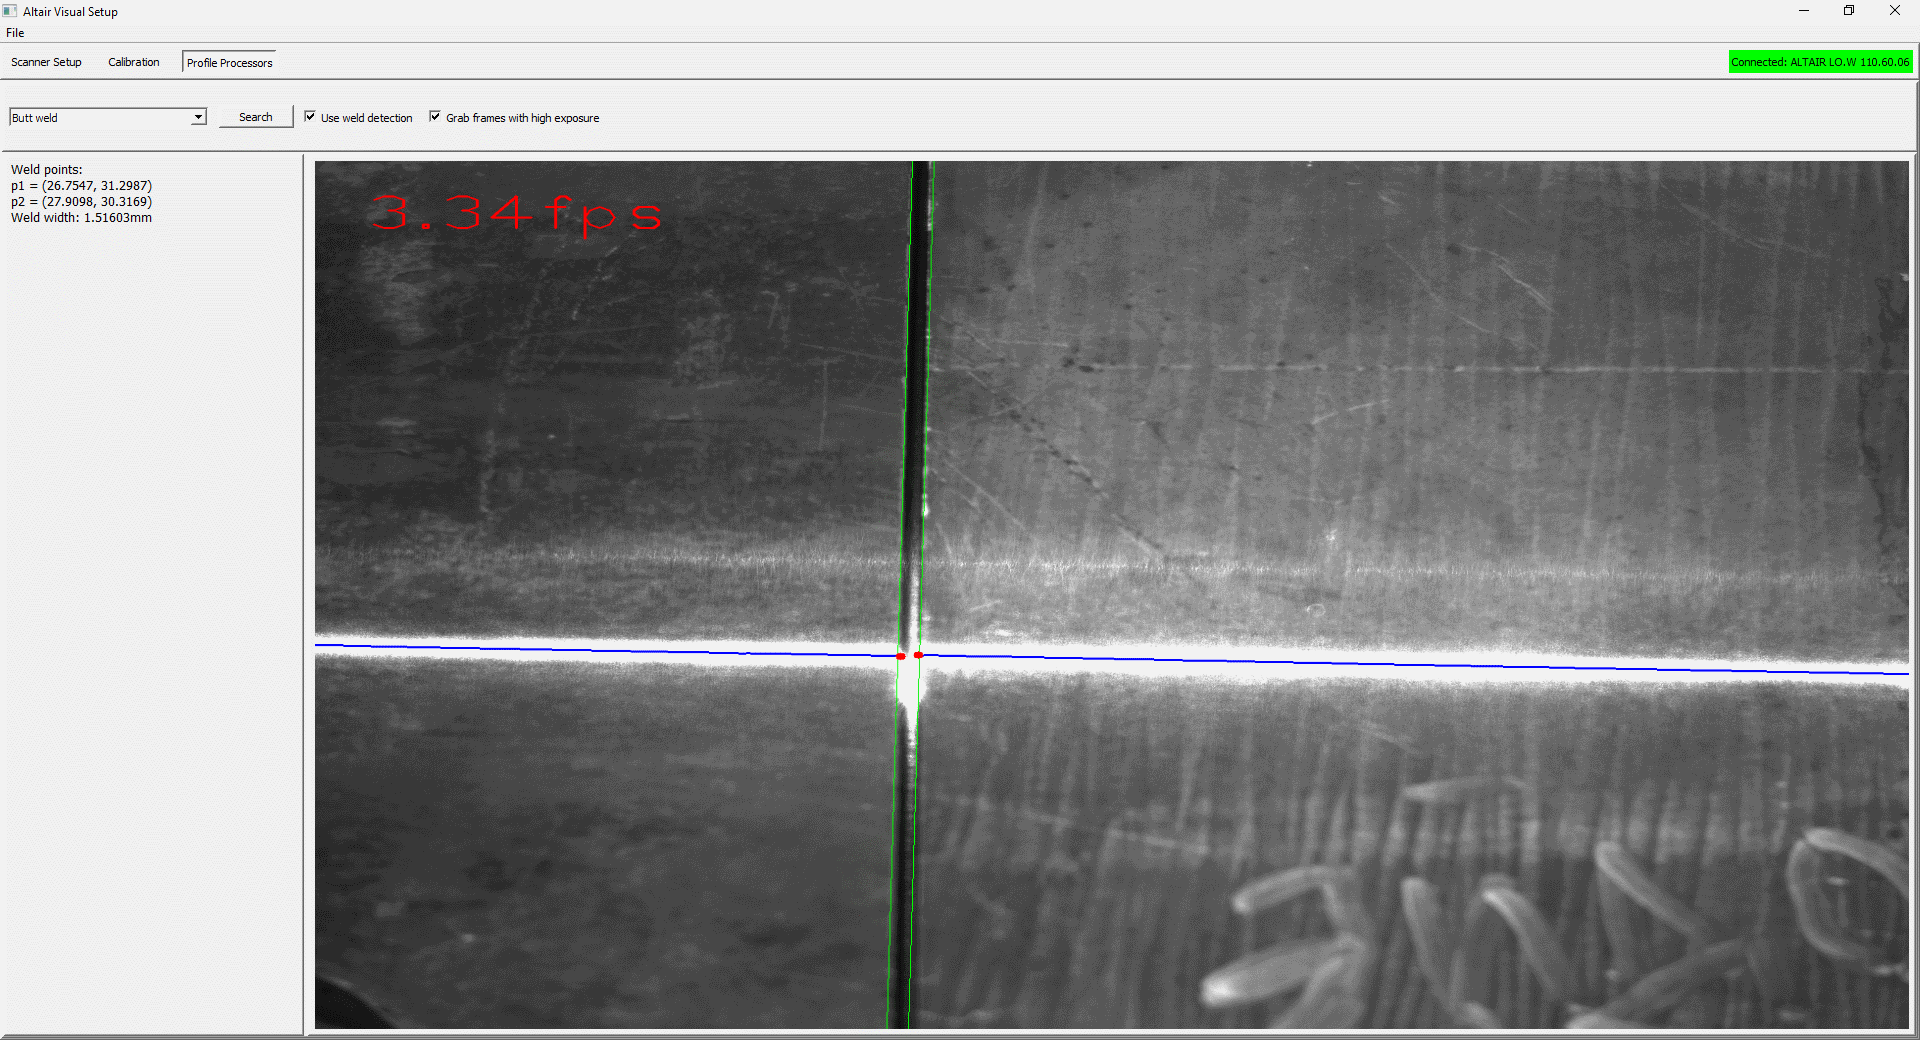 Altair Visual Setup
File
Scanner Setup Calibration Profile Processors Connected: ALTAIR LO.W 110.60.06
Butt weld Search Use weld detection Grab frames with high exposure
Weld points:
p1 = (26.7547, 31.2987)
p2 = (27.9098, 30.3169)
Weld width: 1.51603mm
3.34fps